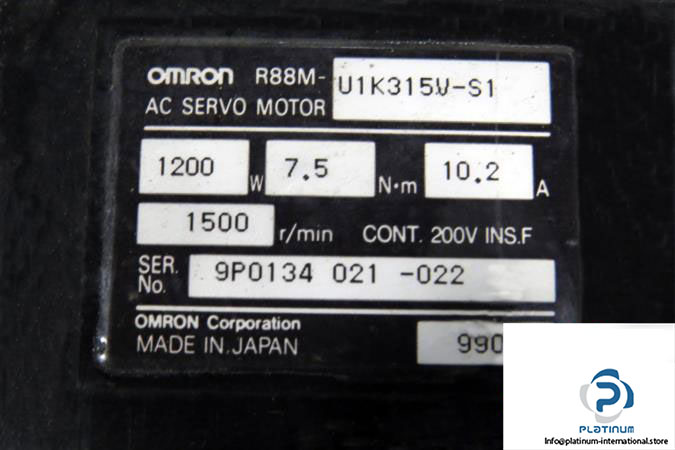 OMRON R88M-U1K315V-S1
AC SERVO MOTOR
1200 W 7.5 N·m 10.2 A
1500 r/min CONT. 200V INS.F
SER. No. 9P0134 021 -022
OMRON Corporation
MADE IN JAPAN
PLATINUM
info@platinum-international.store